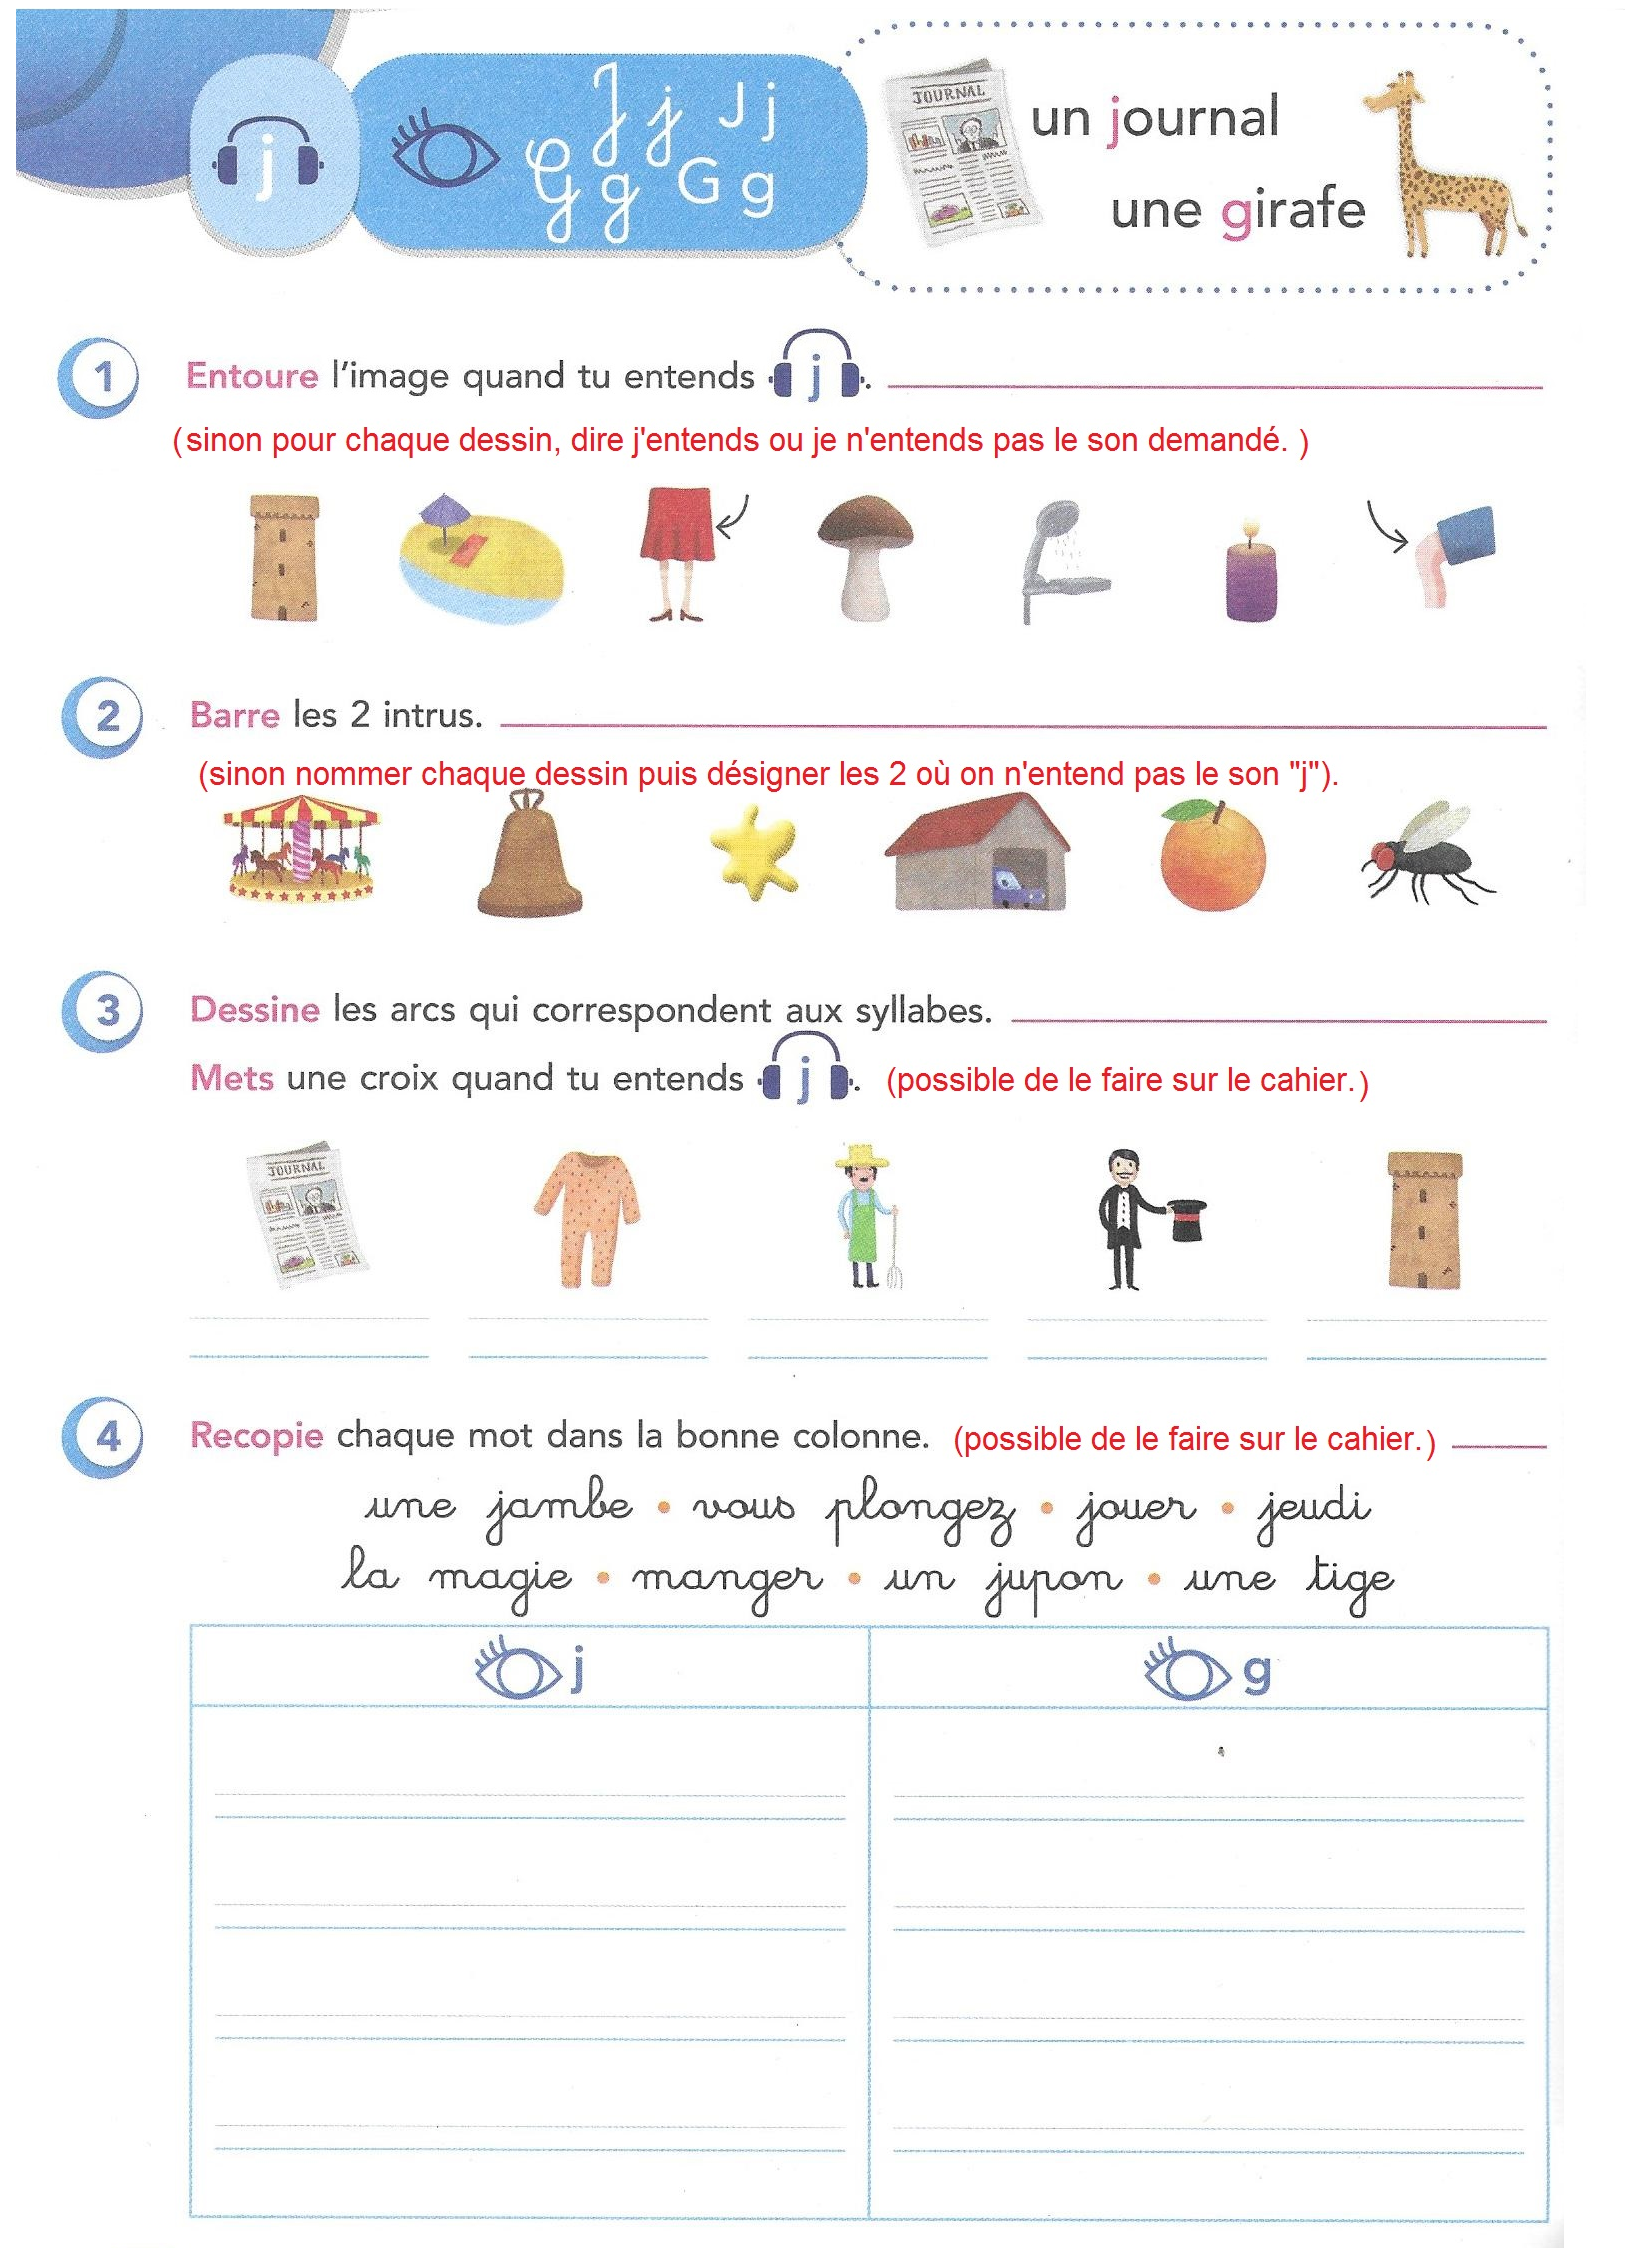 j
J j J j
G g G g
JOURNAL
un journal
une girafe
1 Entoure l'image quand tu entends j.
(sinon pour chaque dessin, dire j'entends ou je n'entends pas le son demandé. )
2 Barre les 2 intrus.
(sinon nommer chaque dessin puis désigner les 2 où on n'entend pas le son "j").
3 Dessine les arcs qui correspondent aux syllabes.
Mets une croix quand tu entends j. (possible de le faire sur le cahier.)
JOURNAL
4 Recopie chaque mot dans la bonne colonne. (possible de le faire sur le cahier.)
une jambe • vous plongez • jouer • jeudi
la magie • manger • un jupon • une tige
j g